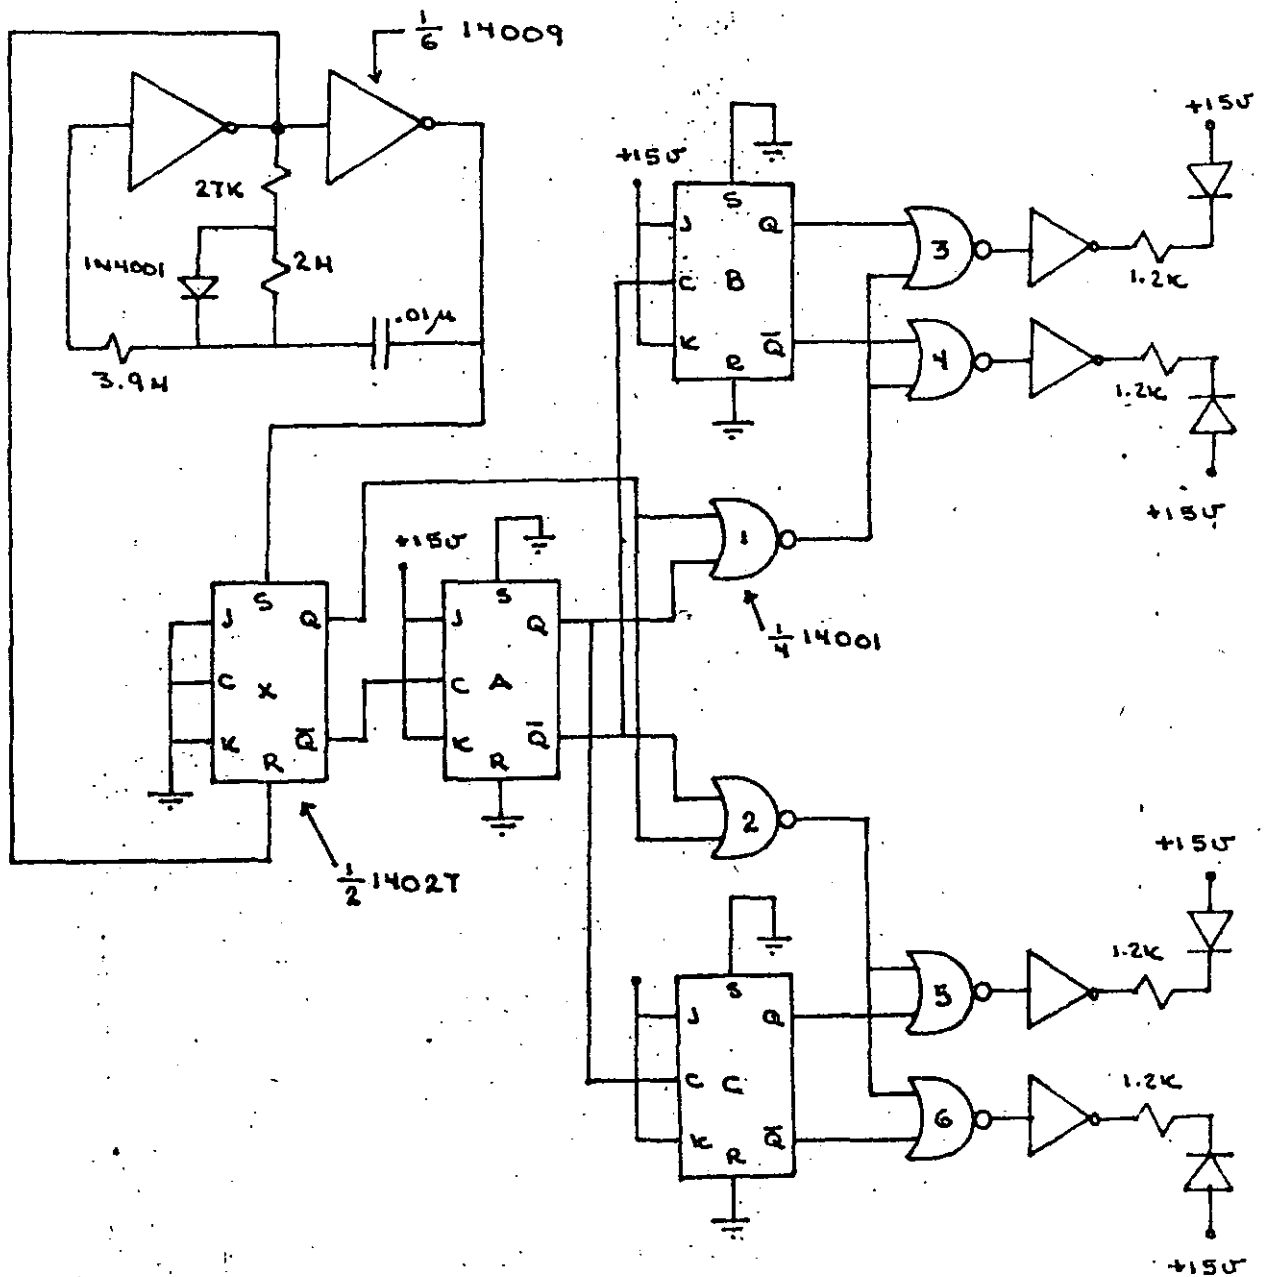 1/6 14009
27K
1N4001
2M
.01μ
3.9M
+15V
S
J
Q
C
B
K
Q̅
R
3
1.2K
+15V
4
1.2K
+15V
1
1/4 14001
S
J
Q
C
X
K
Q̅
R
1/2 14027
+15V
S
J
Q
C
A
K
Q̅
R
2
S
J
Q
C
C
K
Q̅
R
5
1.2K
+15V
6
1.2K
+15V